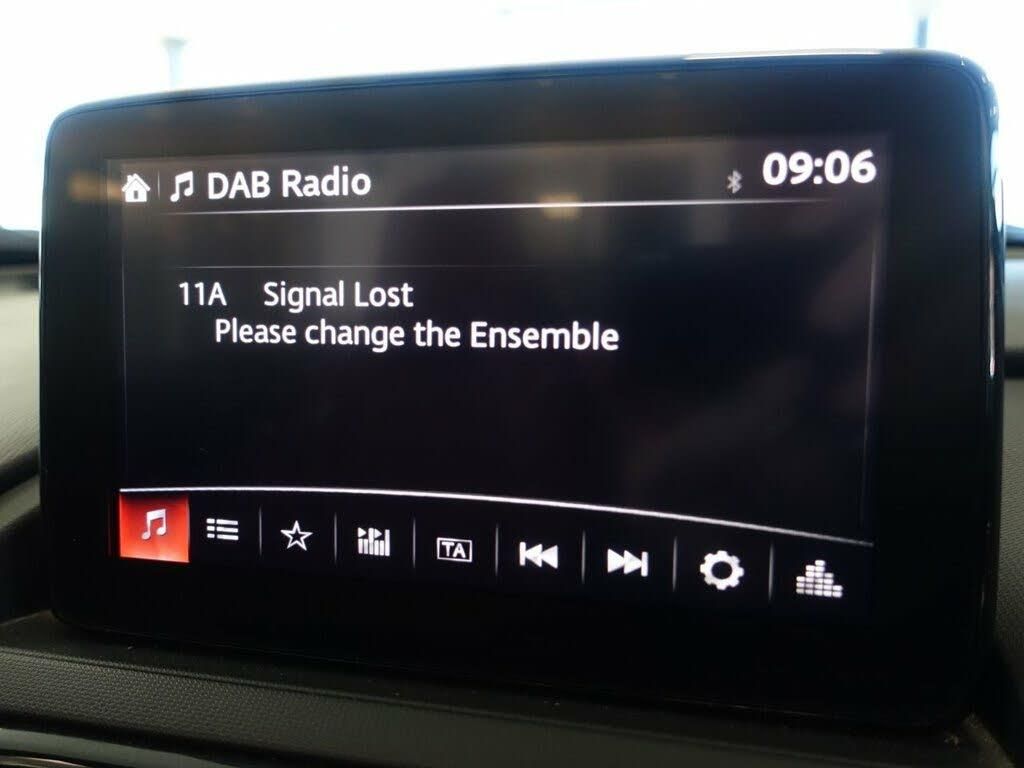 DAB Radio 09:06
11A Signal Lost
Please change the Ensemble
TA